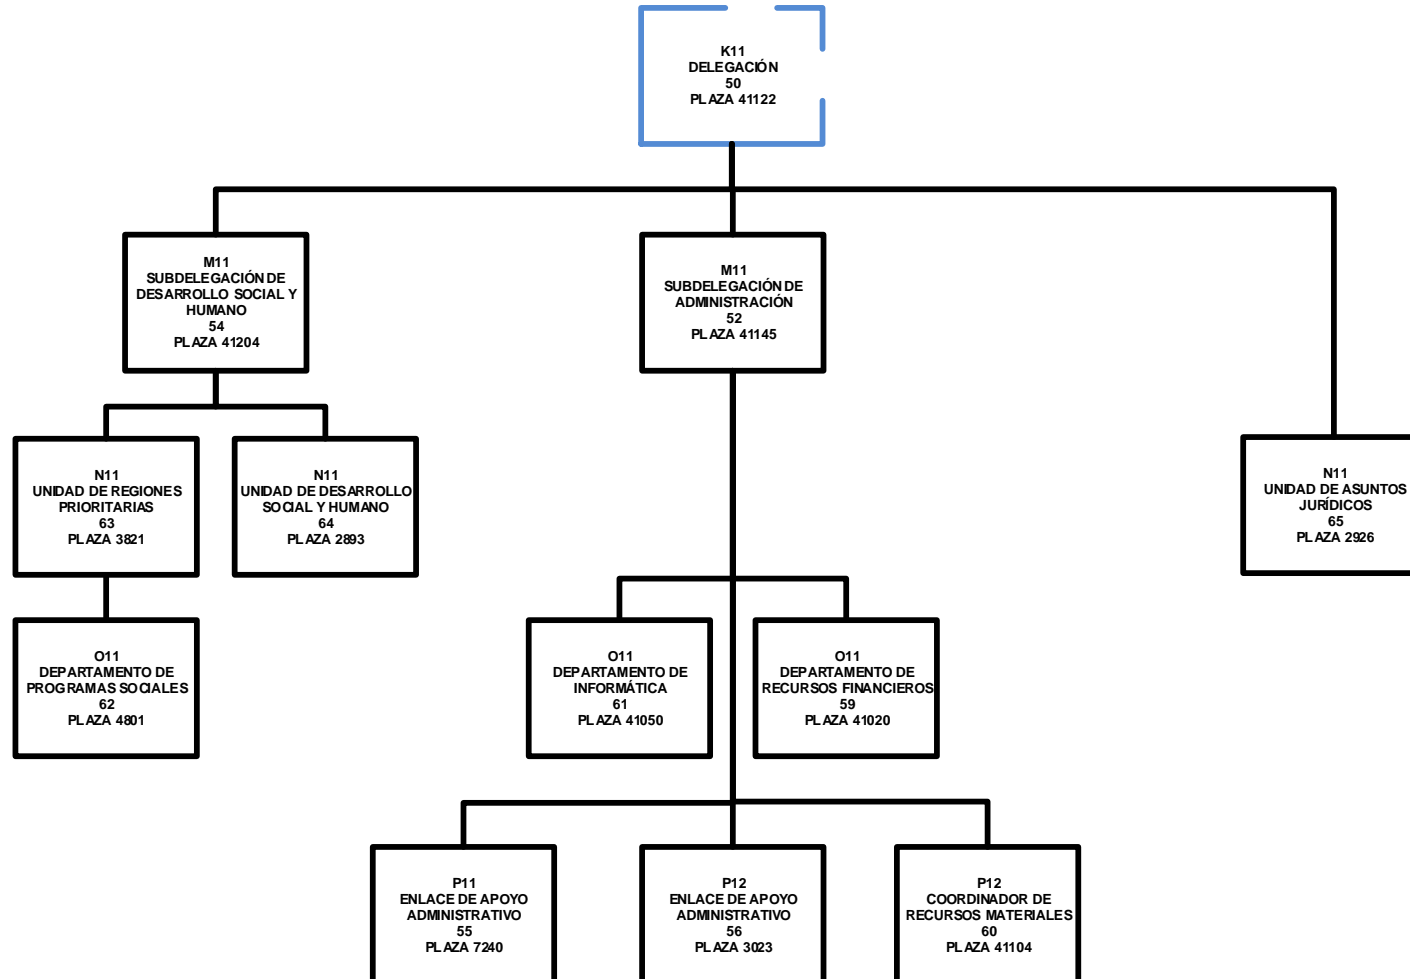 K11
DELEGACIÓN
50
PLAZA 41122
M11
SUBDELEGACIÓN DE
DESARROLLO SOCIAL Y
HUMANO
54
PLAZA 41204
M11
SUBDELEGACIÓN DE
ADMINISTRACIÓN
52
PLAZA 41145
N11
UNIDAD DE REGIONES
PRIORITARIAS
63
PLAZA 3821
N11
UNIDAD DE DESARROLLO
SOCIAL Y HUMANO
64
PLAZA 2893
N11
UNIDAD DE ASUNTOS
JURÍDICOS
65
PLAZA 2926
O11
DEPARTAMENTO DE
PROGRAMAS SOCIALES
62
PLAZA 4801
O11
DEPARTAMENTO DE
INFORMÁTICA
61
PLAZA 41050
O11
DEPARTAMENTO DE
RECURSOS FINANCIEROS
59
PLAZA 41020
P11
ENLACE DE APOYO
ADMINISTRATIVO
55
PLAZA 7240
P12
ENLACE DE APOYO
ADMINISTRATIVO
56
PLAZA 3023
P12
COORDINADOR DE
RECURSOS MATERIALES
60
PLAZA 41104